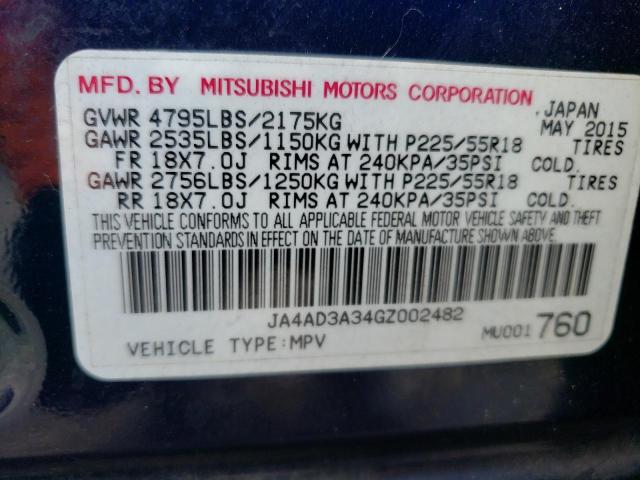 MFD. BY MITSUBISHI MOTORS CORPORATION
GVWR 4795LBS/2175KG JAPAN MAY 2015
GAWR 2535LBS/1150KG WITH P225/55R18 TIRES
FR 18X7.0J RIMS AT 240KPA/35PSI COLD.
GAWR 2756LBS/1250KG WITH P225/55R18 TIRES
RR 18X7.0J RIMS AT 240KPA/35PSI COLD.
THIS VEHICLE CONFORMS TO ALL APPLICABLE FEDERAL MOTOR VEHICLE SAFETY AND THEFT
PREVENTION STANDARDS IN EFFECT ON THE DATE OF MANUFACTURE SHOWN ABOVE.
JA4AD3A34GZ002482
VEHICLE TYPE:MPV MU001760